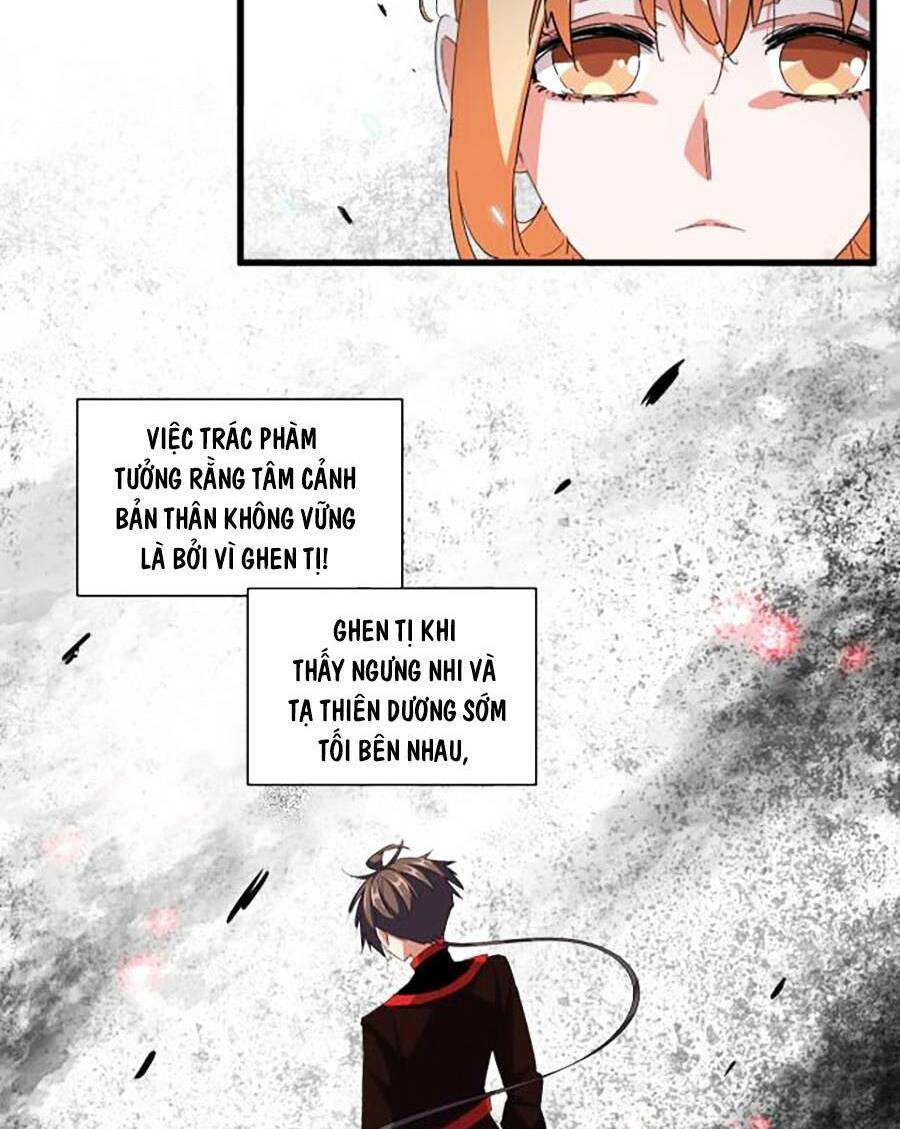 VIỆC TRÁC PHÀM
TƯỞNG RẰNG TÂM CẢNH
BẢN THÂN KHÔNG VỮNG
LÀ BỞI VÌ GHEN TỊ!
GHEN TỊ KHI
THẤY NGƯNG NHI VÀ
TẠ THIÊN DƯƠNG SỚM
TỐI BÊN NHAU,